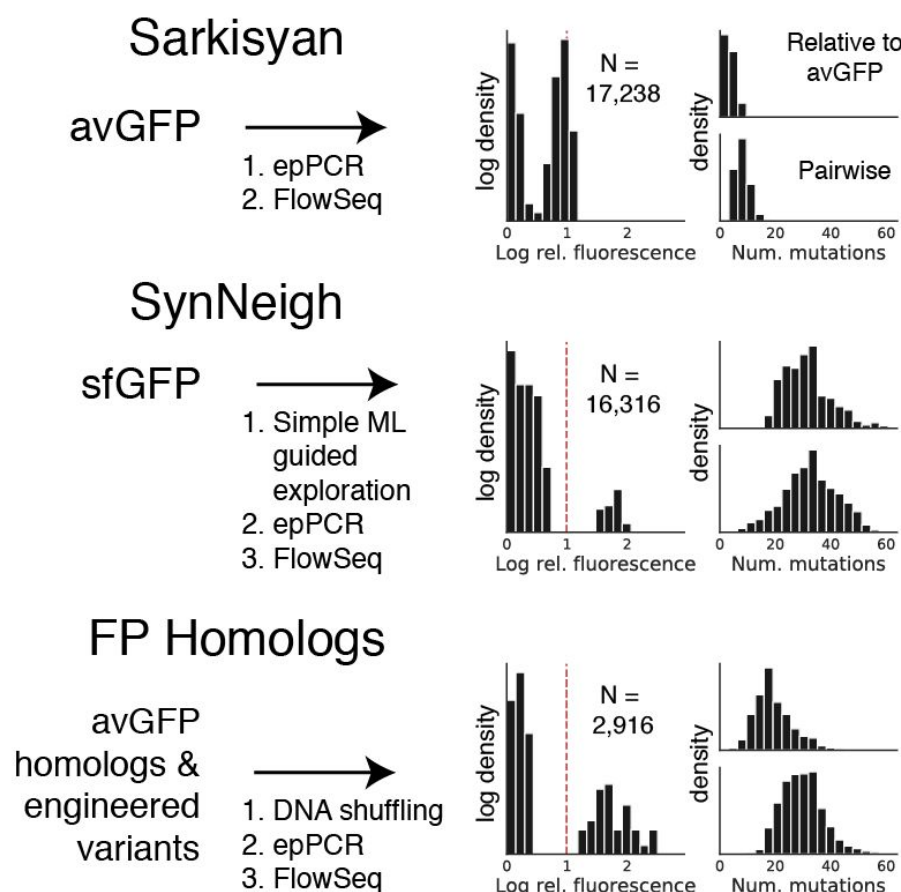 Sarkisyan
avGFP
1. epPCR
2. FlowSeq
log density
N =
17,238
0 1 2
Log rel. fluorescence
density
Relative to
avGFP
Pairwise
0 20 40 60
Num. mutations
SynNeigh
sfGFP
1. Simple ML
guided
exploration
2. epPCR
3. FlowSeq
log density
N =
16,316
0 1 2
Log rel. fluorescence
density
0 20 40 60
Num. mutations
FP Homologs
avGFP
homologs &
engineered
variants
1. DNA shuffling
2. epPCR
3. FlowSeq
log density
N =
2,916
0 1 2
Log rel. fluorescence
density
0 20 40 60
Num. mutations